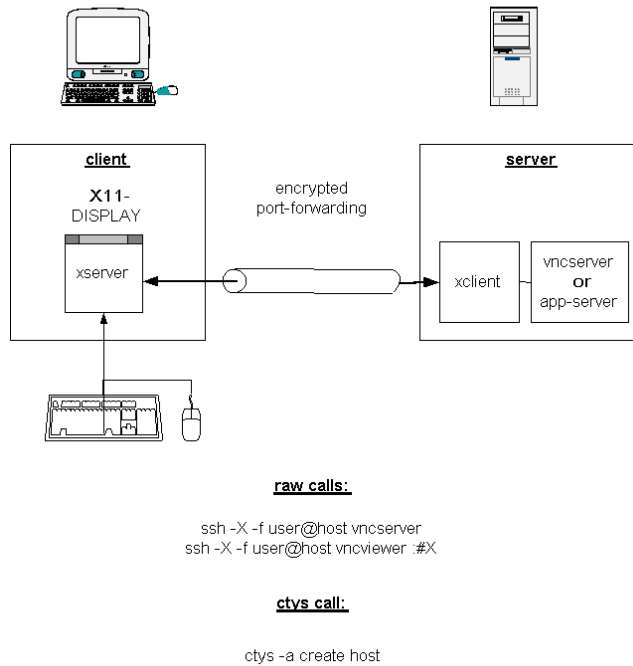 client
server
X11-
DISPLAY
encrypted
port-forwarding
xserver
xclient
vncserver
or
app-server
raw calls:
ssh -X -f user@host vncserver
ssh -X -f user@host vncviewer :#X
ctys call:
ctys -a create host